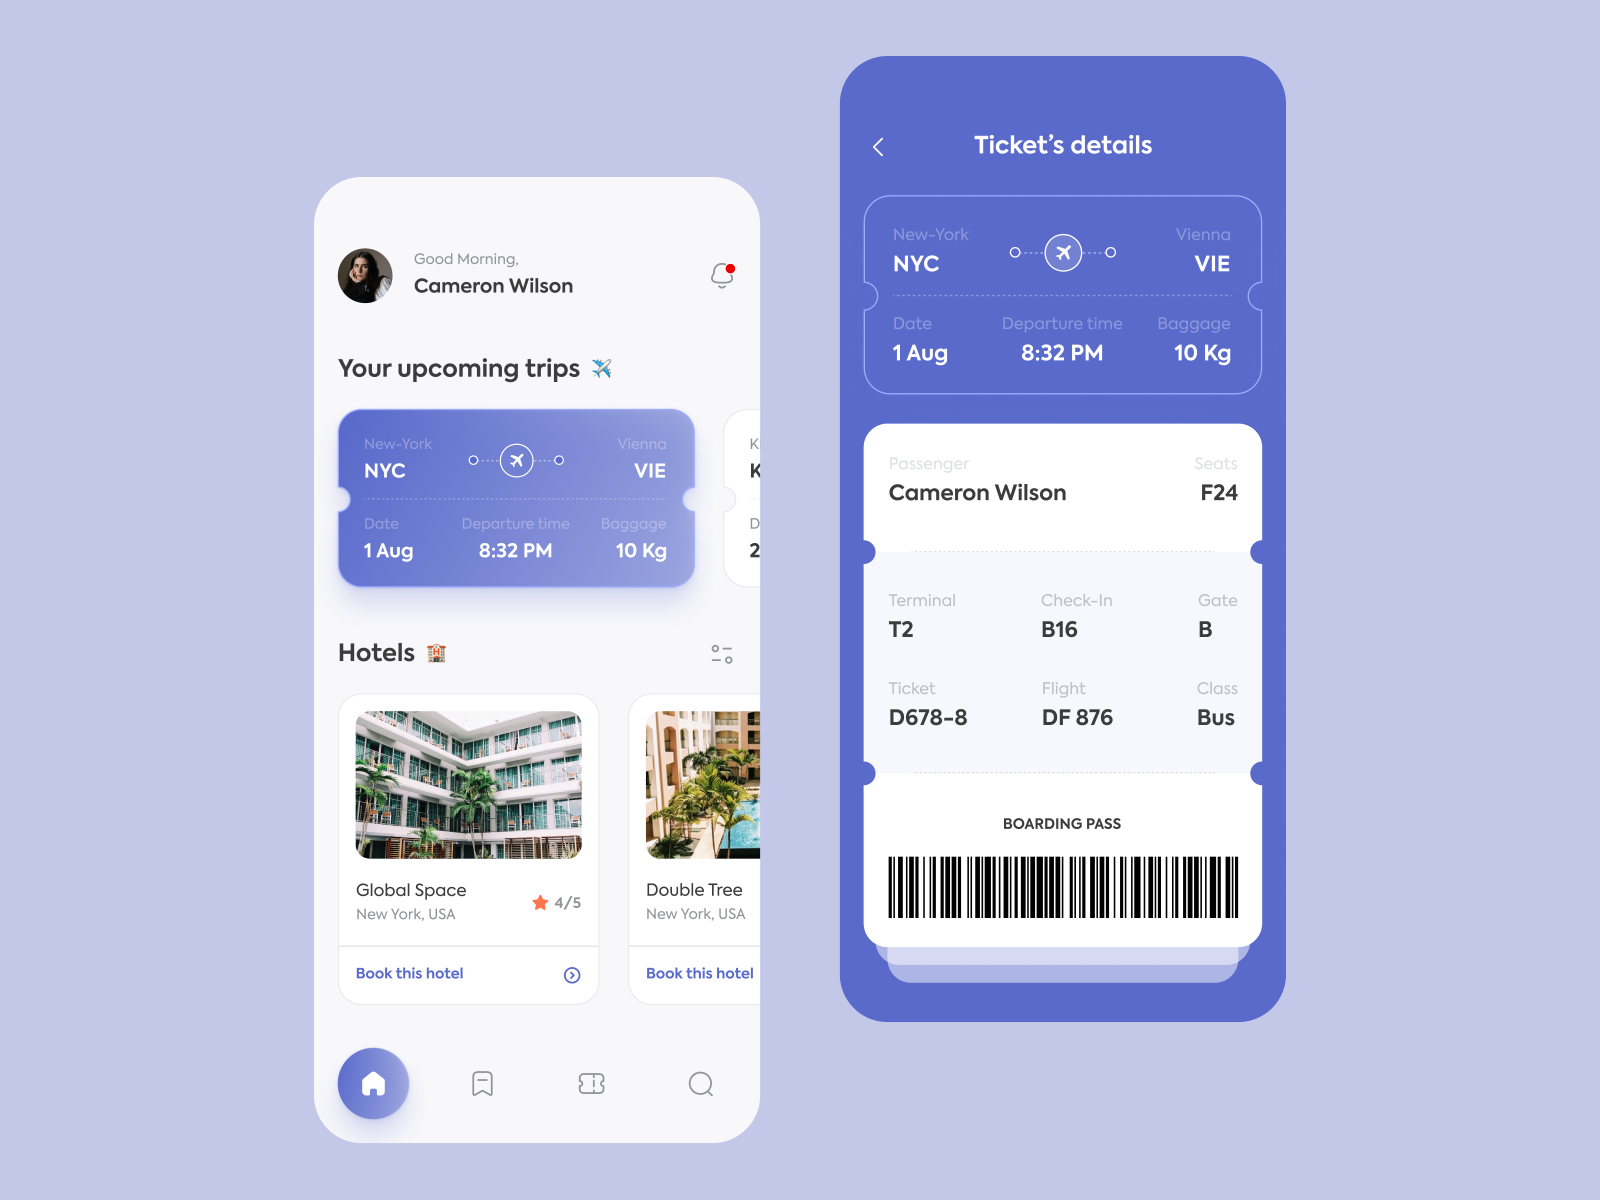 Good Morning,
Cameron Wilson
Your upcoming trips
New-York Vienna
NYC VIE
Date Departure time Baggage
1 Aug 8:32 PM 10 Kg
K
K
D
2
Hotels
Global Space
New York, USA
4/5
Book this hotel
Double Tree
New York, USA
Book this hotel
Ticket’s details
New-York Vienna
NYC VIE
Date Departure time Baggage
1 Aug 8:32 PM 10 Kg
Passenger Seats
Cameron Wilson F24
Terminal Check-In Gate
T2 B16 B
Ticket Flight Class
D678-8 DF 876 Bus
BOARDING PASS